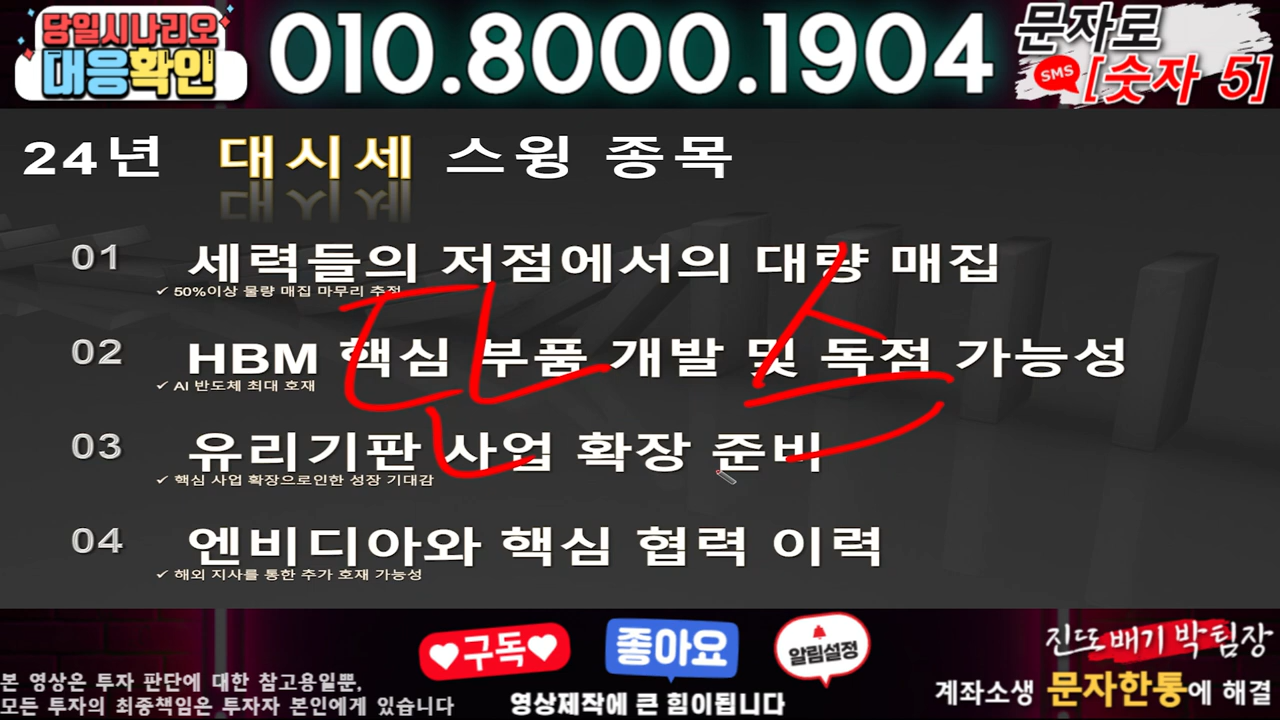 당일시나리오
대응확인
010.8000.1904
문자로
SMS
[숫자 5]
24년 대시세 스윙 종목
01 세력들의 저점에서의 대량 매집
✓ 50%이상 물량 매집 마무리 추정
단 스
02 HBM 핵심 부품 개발 및 독점 가능성
✓ AI 반도체 최대 호재
03 유리기판 사업 확장 준비
✓ 핵심 사업 확장으로인한 성장 기대감
04 엔비디아와 핵심 협력 이력
✓ 해외 지사를 통한 추가 호재 가능성
구독
좋아요
알림설정
진또배기 박팀장
본 영상은 투자 판단에 대한 참고용일뿐,
모든 투자의 최종책임은 투자자 본인에게 있습니다
영상제작에 큰 힘이됩니다
계좌소생 문자한통에 해결